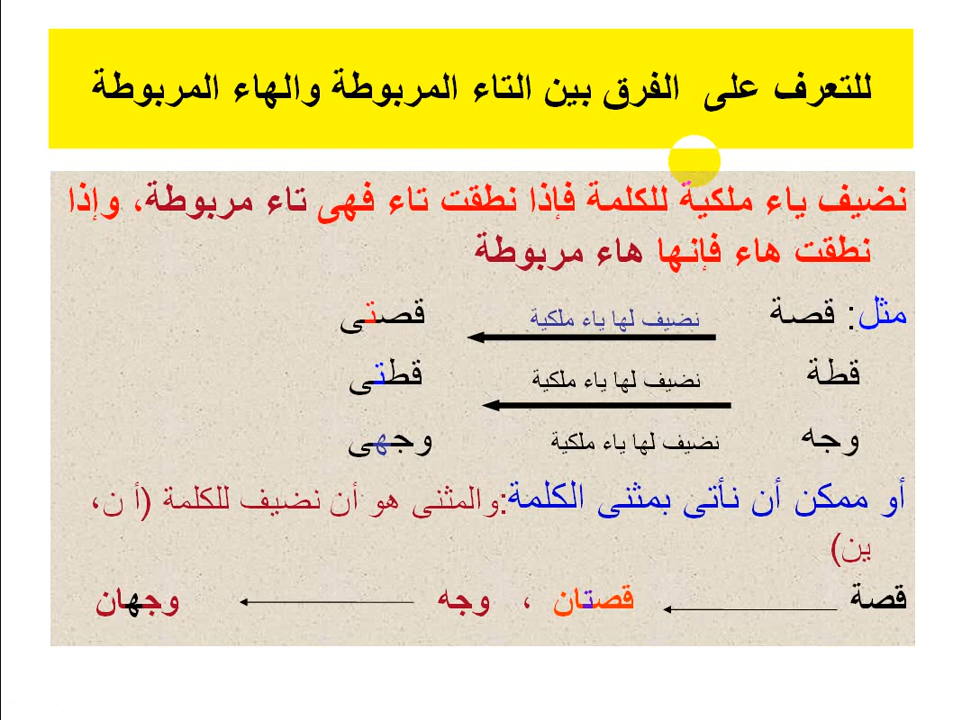 للتعرف على الفرق بين التاء المربوطة والهاء المربوطة
نضيف ياء ملكية للكلمة فإذا نطقت تاء فهى تاء مربوطة، وإذا
نطقت هاء فإنها هاء مربوطة
مثل: قصة نضيف لها ياء ملكية قصتى
قطة نضيف لها ياء ملكية قطتى
وجه نضيف لها ياء ملكية وجهى
أو ممكن أن نأتى بمثنى الكلمة:والمثنى هو أن نضيف للكلمة (أ ن،
ين)
قصة قصتان ، وجه وجهان